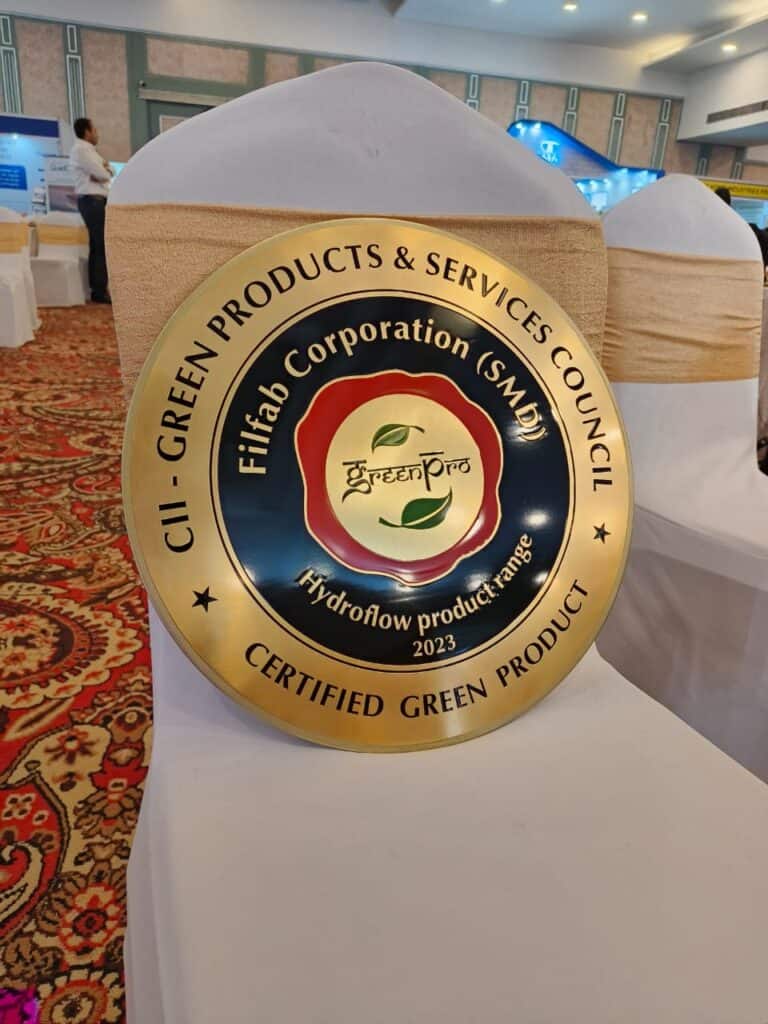 CII - GREEN PRODUCTS & SERVICES COUNCIL
Filfab Corporation (SMD)
greenPro
Hydroflow product range
2023
★ CERTIFIED GREEN PRODUCT ★